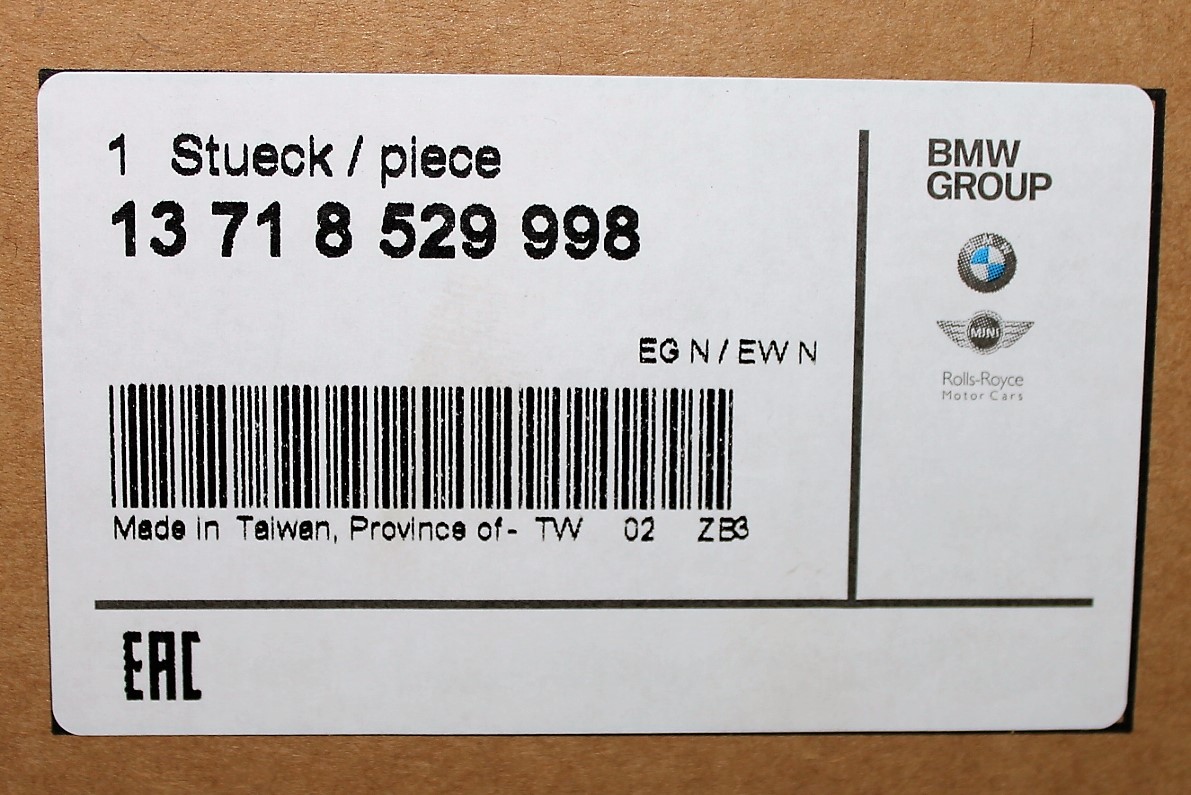 1 Stueck / piece
13 71 8 529 998
EG N / EW N
Made in Taiwan, Province of- TW 02 ZB3
EAC
BMW
GROUP
MINI
Rolls-Royce
Motor Cars